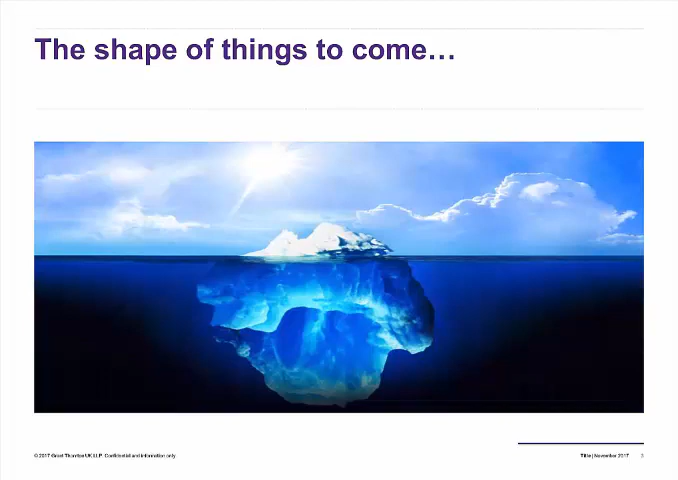 The shape of things to come…
© 2017 Grant Thornton UK LLP. Confidential and information only.
Title | November 2017 3